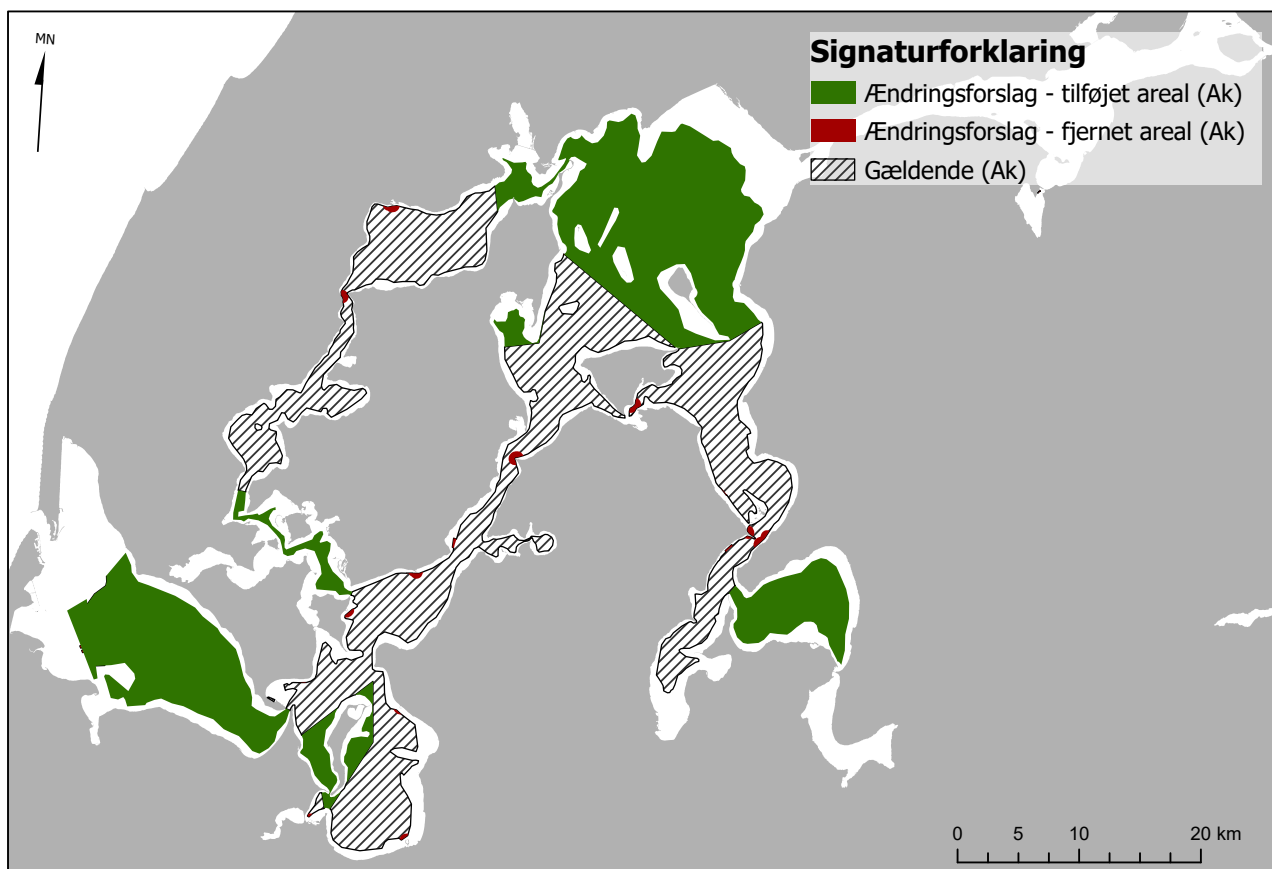 MN
Signaturforklaring
Ændringsforslag - tilføjet areal (Ak)
Ændringsforslag - fjernet areal (Ak)
Gældende (Ak)
0 5 10 20 km